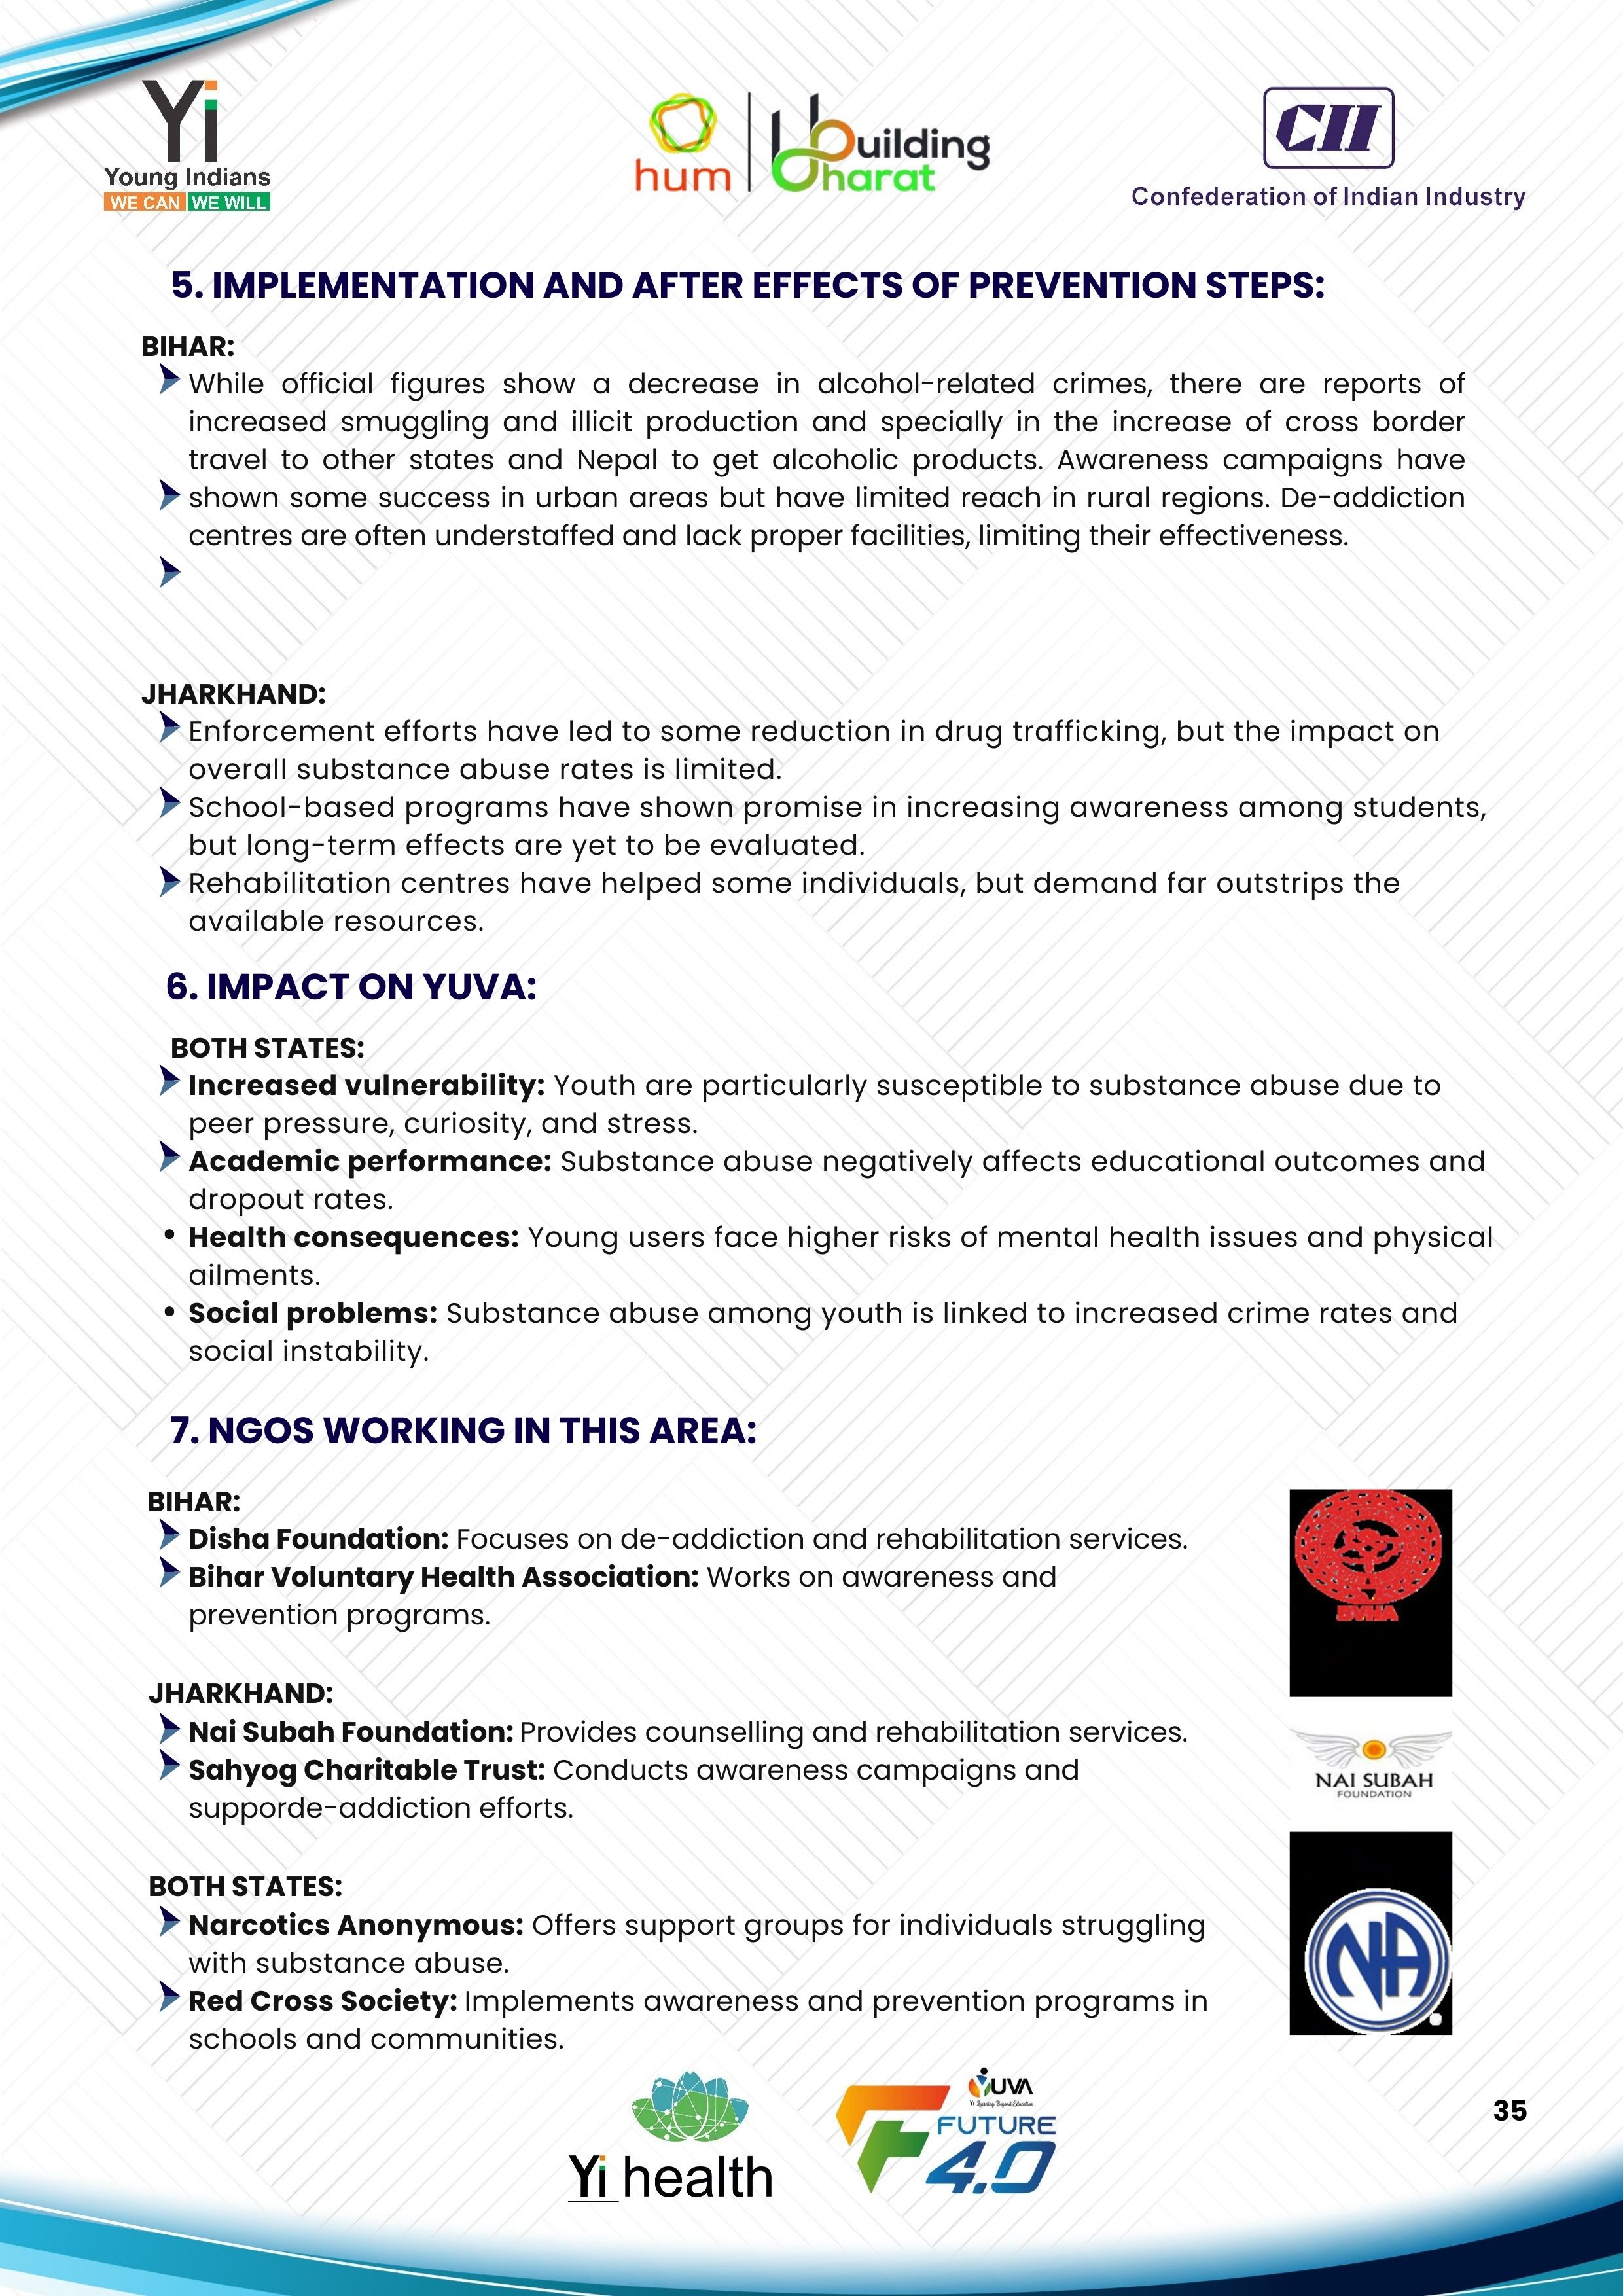 Yi
Young Indians
WE CAN WE WILL
hum
building
bharat
CII
Confederation of Indian Industry
5. IMPLEMENTATION AND AFTER EFFECTS OF PREVENTION STEPS:
BIHAR:
While official figures show a decrease in alcohol-related crimes, there are reports of
increased smuggling and illicit production and specially in the increase of cross border
travel to other states and Nepal to get alcoholic products. Awareness campaigns have
shown some success in urban areas but have limited reach in rural regions. De-addiction
centres are often understaffed and lack proper facilities, limiting their effectiveness.
JHARKHAND:
Enforcement efforts have led to some reduction in drug trafficking, but the impact on
overall substance abuse rates is limited.
School-based programs have shown promise in increasing awareness among students,
but long-term effects are yet to be evaluated.
Rehabilitation centres have helped some individuals, but demand far outstrips the
available resources.
6. IMPACT ON YUVA:
BOTH STATES:
Increased vulnerability: Youth are particularly susceptible to substance abuse due to
peer pressure, curiosity, and stress.
Academic performance: Substance abuse negatively affects educational outcomes and
dropout rates.
• Health consequences: Young users face higher risks of mental health issues and physical
ailments.
• Social problems: Substance abuse among youth is linked to increased crime rates and
social instability.
7. NGOS WORKING IN THIS AREA:
BIHAR:
Disha Foundation: Focuses on de-addiction and rehabilitation services.
Bihar Voluntary Health Association: Works on awareness and
prevention programs.
BVHA
JHARKHAND:
Nai Subah Foundation: Provides counselling and rehabilitation services.
Sahyog Charitable Trust: Conducts awareness campaigns and
supporde-addiction efforts.
NAI SUBAH
FOUNDATION
BOTH STATES:
Narcotics Anonymous: Offers support groups for individuals struggling
with substance abuse.
Red Cross Society: Implements awareness and prevention programs in
schools and communities.
NA
Yi health
YUVA
Yi Learning Beyond Education
FUTURE
4.0
35